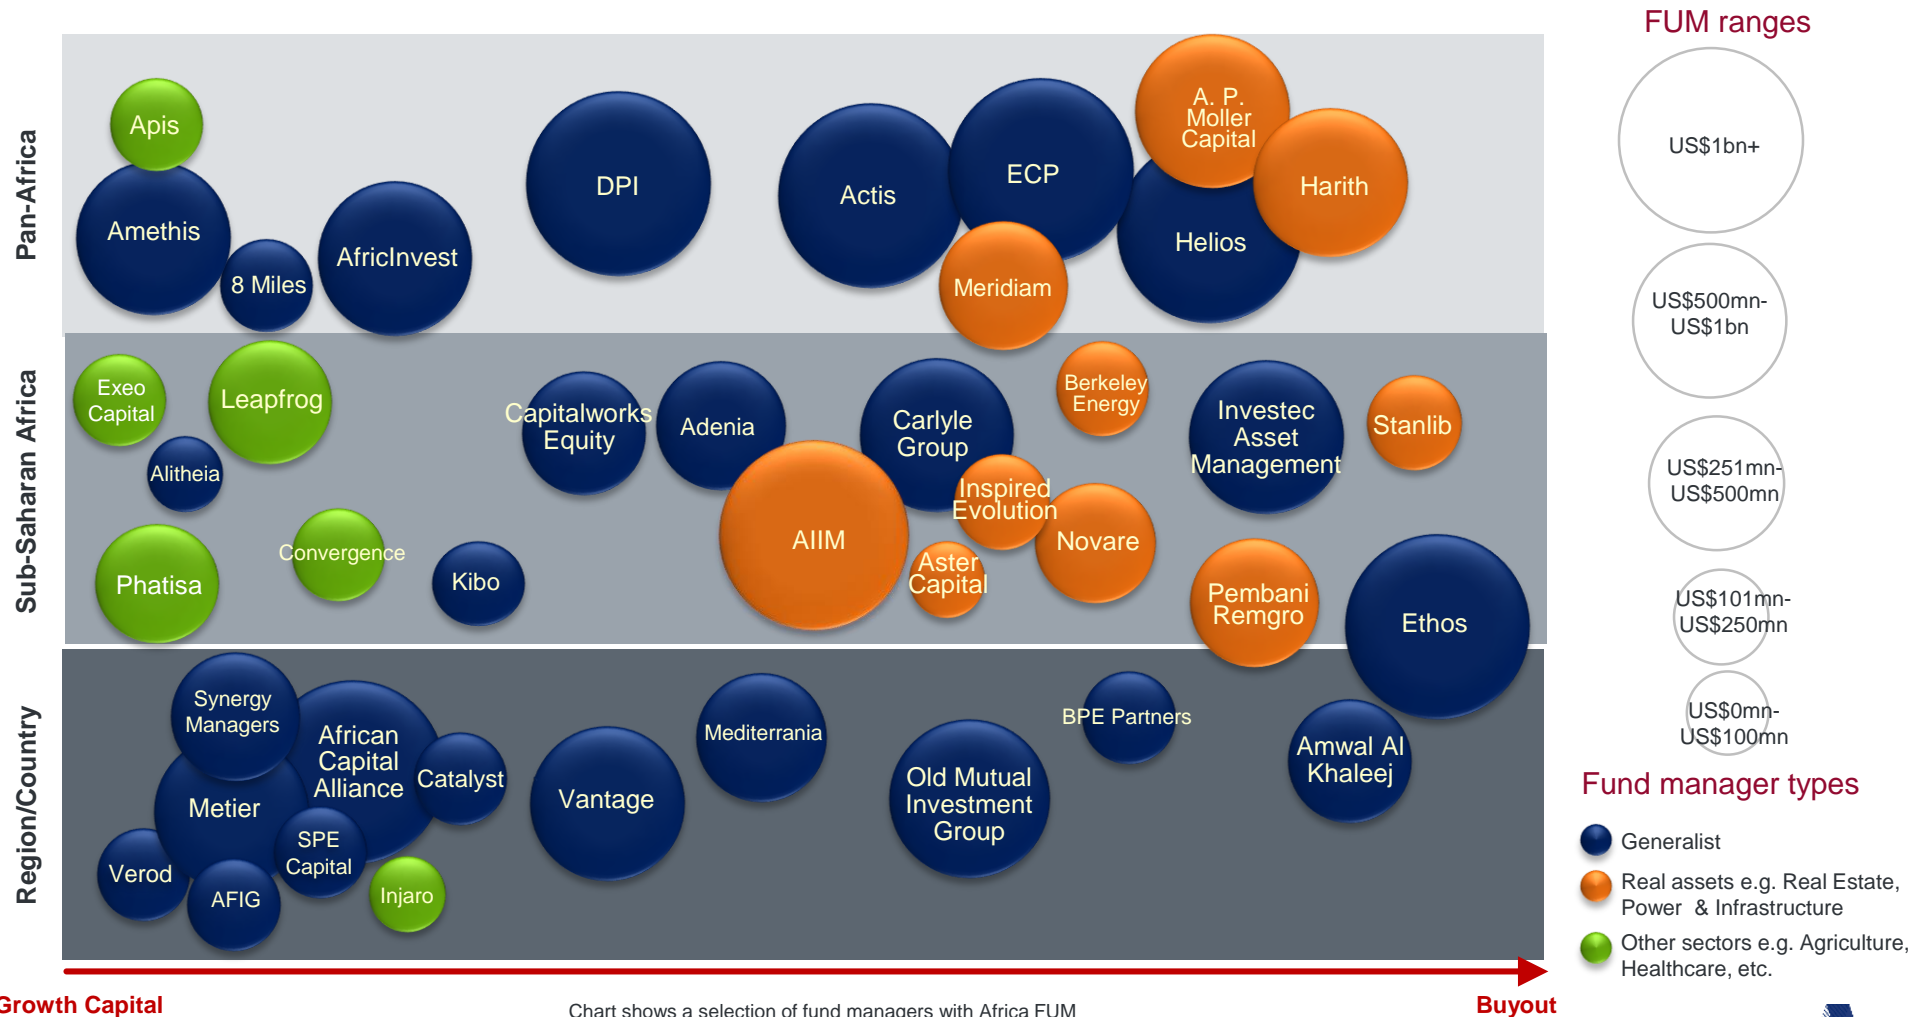 FUM ranges
Pan-Africa
Apis
Amethis
8 Miles
AfricInvest
DPI
Actis
ECP
Meridiam
A. P.
Moller
Capital
Helios
Harith
US$1bn+
US$500mn-
US$1bn
Sub-Saharan Africa
Exeo
Capital
Leapfrog
Alitheia
Phatisa
Convergence
Kibo
Capitalworks
Equity
Adenia
AIIM
Carlyle
Group
Inspired
Evolution
Aster
Capital
Berkeley
Energy
Novare
Investec
Asset
Management
Stanlib
Pembani
Remgro
Ethos
US$251mn-
US$500mn
US$101mn-
US$250mn
Region/Country
Synergy
Managers
African
Capital
Alliance
Metier
Catalyst
Verod
AFIG
SPE
Capital
Injaro
Vantage
Mediterrania
Old Mutual
Investment
Group
BPE Partners
Amwal Al
Khaleej
US$0mn-
US$100mn
Fund manager types
Generalist
Real assets e.g. Real Estate,
Power & Infrastructure
Other sectors e.g. Agriculture,
Healthcare, etc.
Growth Capital
Buyout
Chart shows a selection of fund managers with Africa FUM